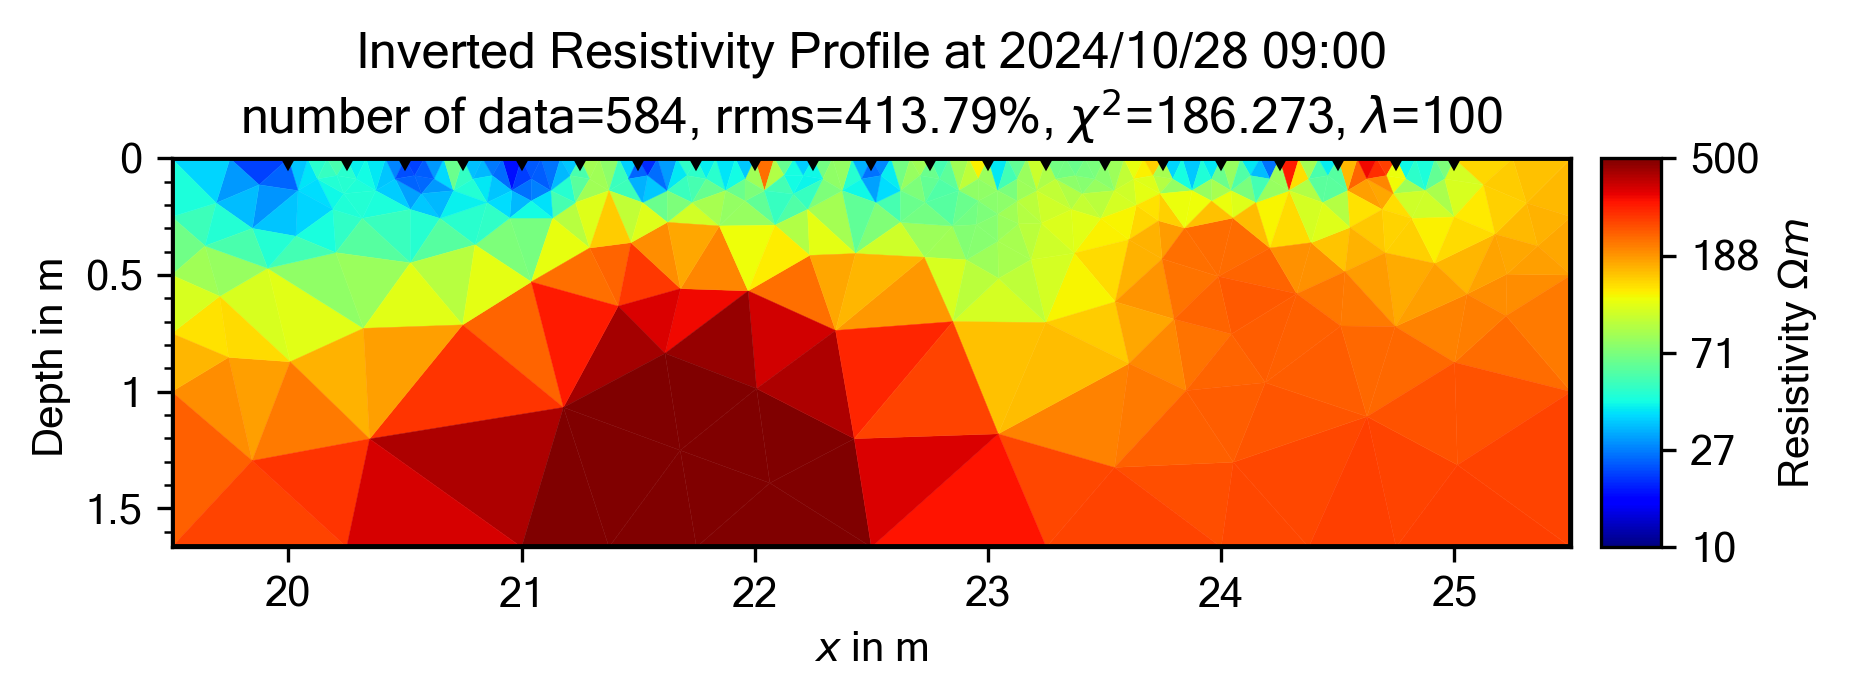 Inverted Resistivity Profile at 2024/10/28 09:00
number of data=584, rrms=413.79%, χ²=186.273, λ=100
0
0.5
1
1.5
Depth in m
20 21 22 23 24 25
x in m
500
188
71
27
10
Resistivity Ωm